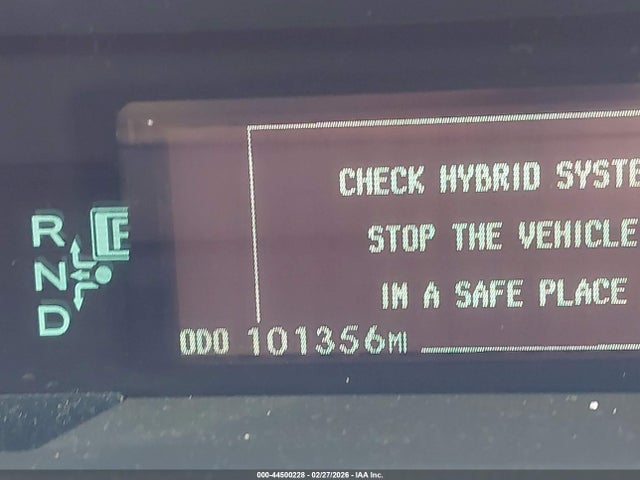 CHECK HYBRID SYSTE
STOP THE VEHICLE
IN A SAFE PLACE
R
N
D
P
ODO 101356MI
000-44500228 - 02/27/2026 - IAA Inc.